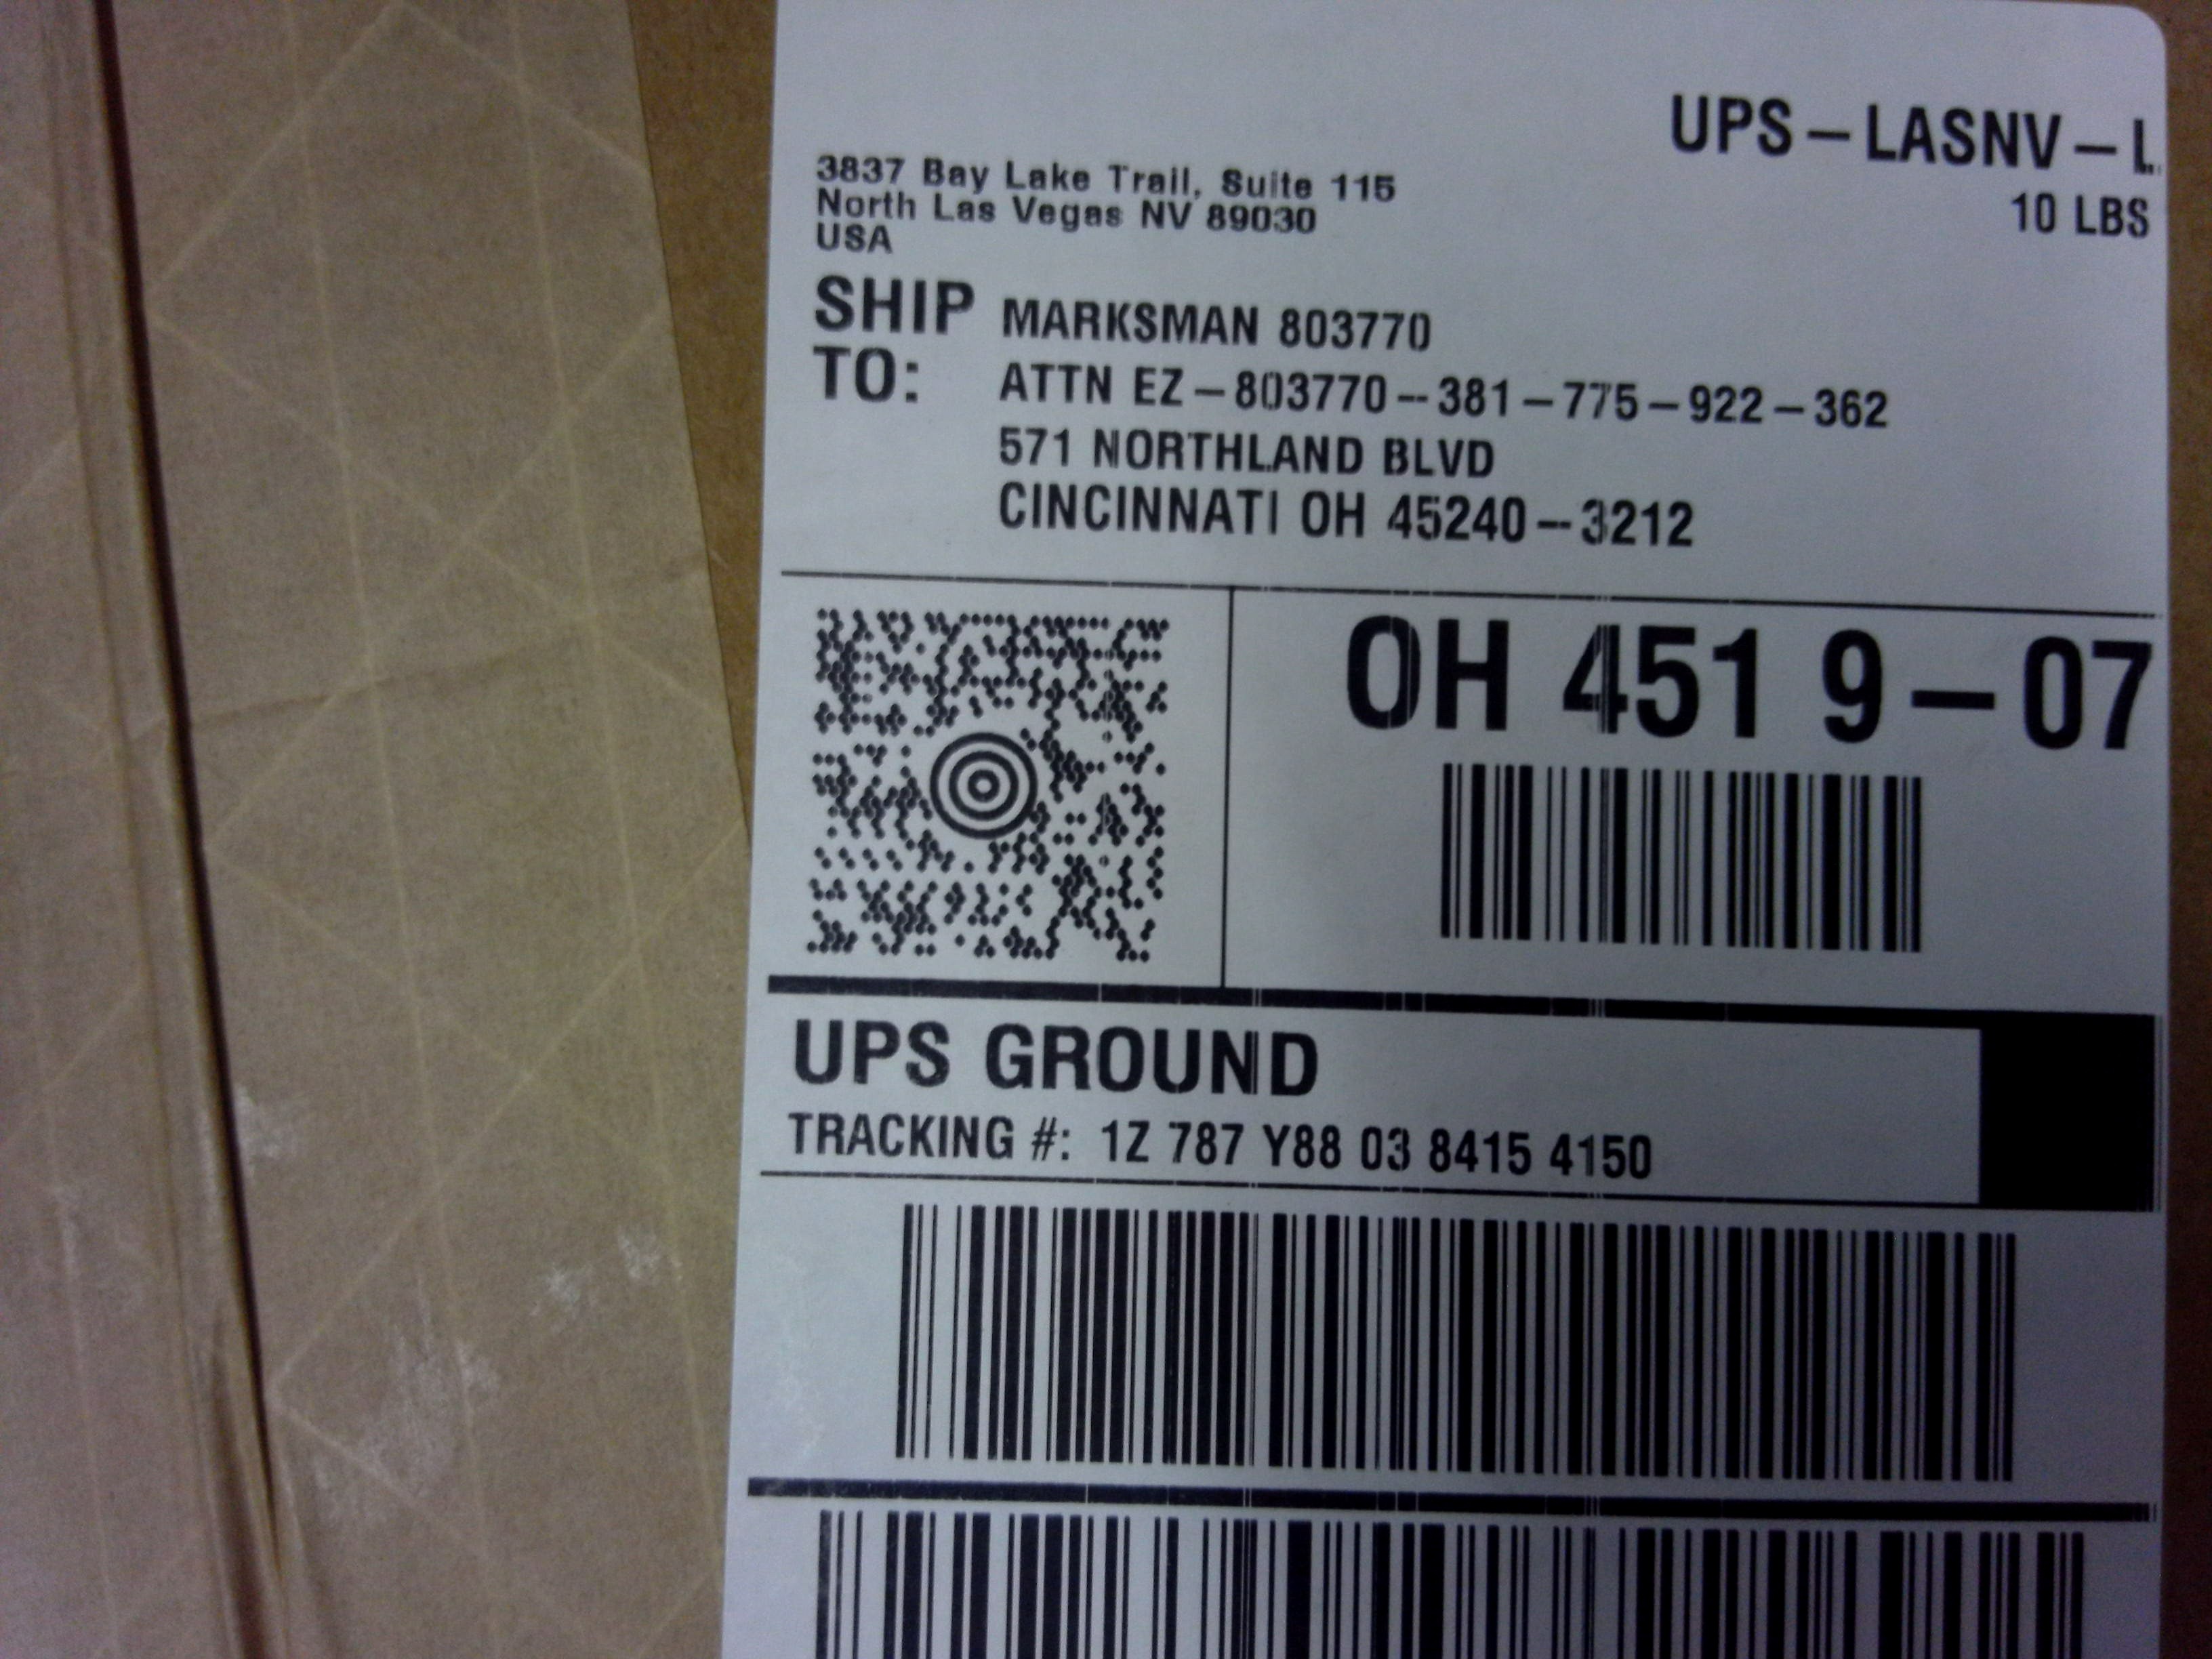 UPS-LASNV-L
10 LBS
3837 Bay Lake Trail, Suite 115
North Las Vegas NV 89030
USA
SHIP TO:
MARKSMAN 803770
ATTN EZ-803770--381-775-922-362
571 NORTHLAND BLVD
CINCINNATI OH 45240--3212
OH 451 9-07
UPS GROUND
TRACKING #: 1Z 787 Y88 03 8415 4150